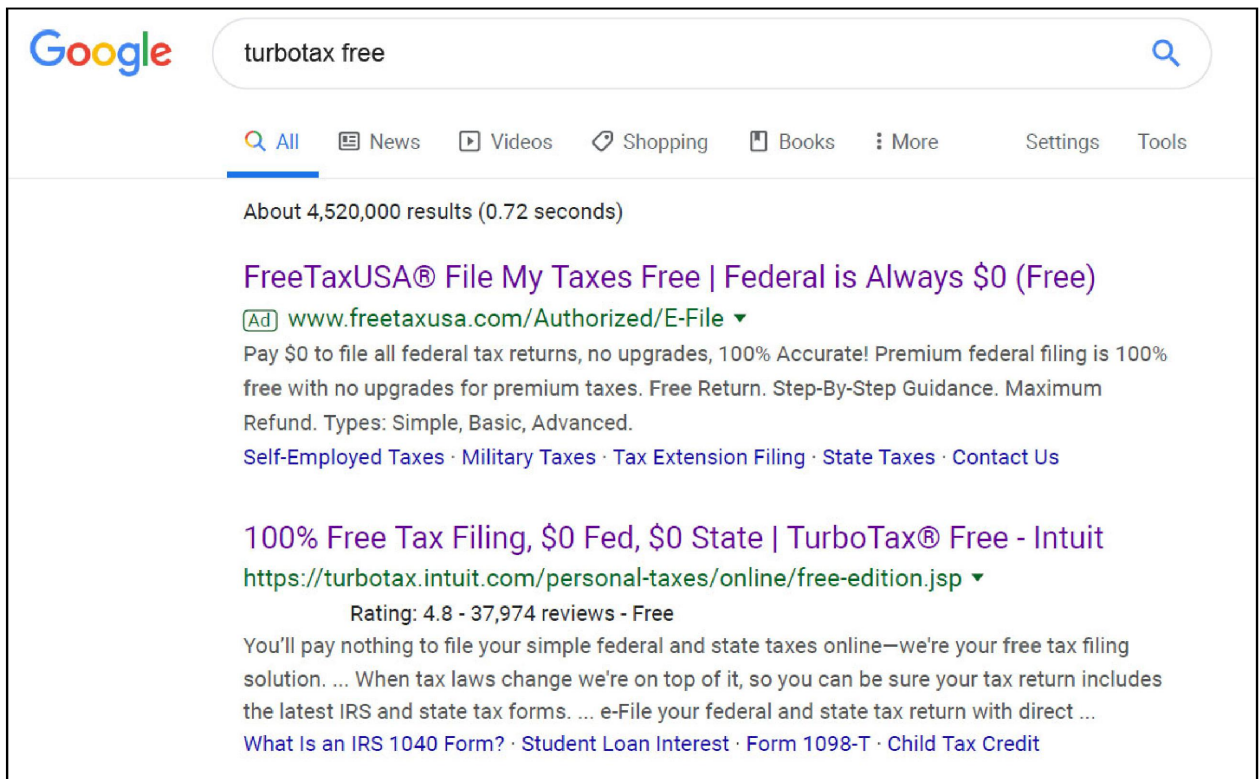 Google
turbotax free
All News Videos Shopping Books More Settings Tools
About 4,520,000 results (0.72 seconds)
FreeTaxUSA® File My Taxes Free | Federal is Always $0 (Free)
Ad www.freetaxusa.com/Authorized/E-File
Pay $0 to file all federal tax returns, no upgrades, 100% Accurate! Premium federal filing is 100%
free with no upgrades for premium taxes. Free Return. Step-By-Step Guidance. Maximum
Refund. Types: Simple, Basic, Advanced.
Self-Employed Taxes · Military Taxes · Tax Extension Filing · State Taxes · Contact Us
100% Free Tax Filing, $0 Fed, $0 State | TurboTax® Free - Intuit
https://turbotax.intuit.com/personal-taxes/online/free-edition.jsp
Rating: 4.8 - 37,974 reviews - Free
You’ll pay nothing to file your simple federal and state taxes online—we're your free tax filing
solution. ... When tax laws change we're on top of it, so you can be sure your tax return includes
the latest IRS and state tax forms. ... e-File your federal and state tax return with direct ...
What Is an IRS 1040 Form? · Student Loan Interest · Form 1098-T · Child Tax Credit